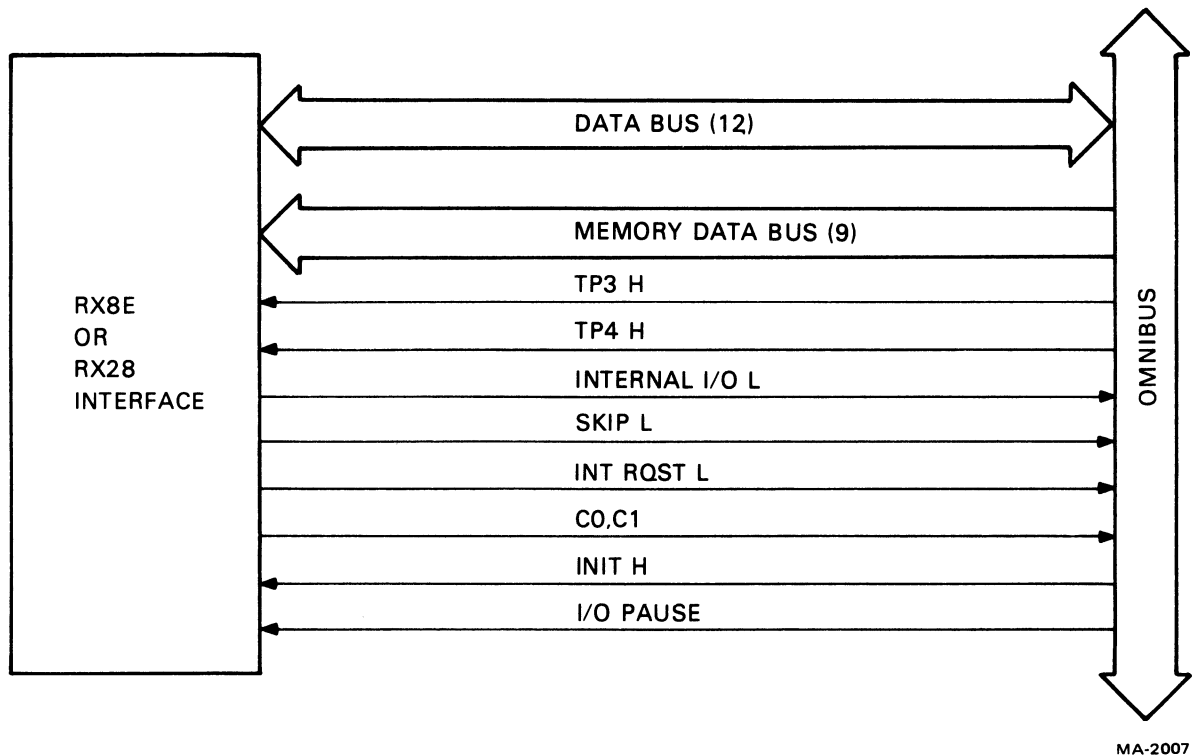 DATA BUS (12)
MEMORY DATA BUS (9)
TP3 H
TP4 H
INTERNAL I/O L
SKIP L
INT RQST L
C0,C1
INIT H
I/O PAUSE
RX8E
OR
RX28
INTERFACE
OMNIBUS
MA-2007